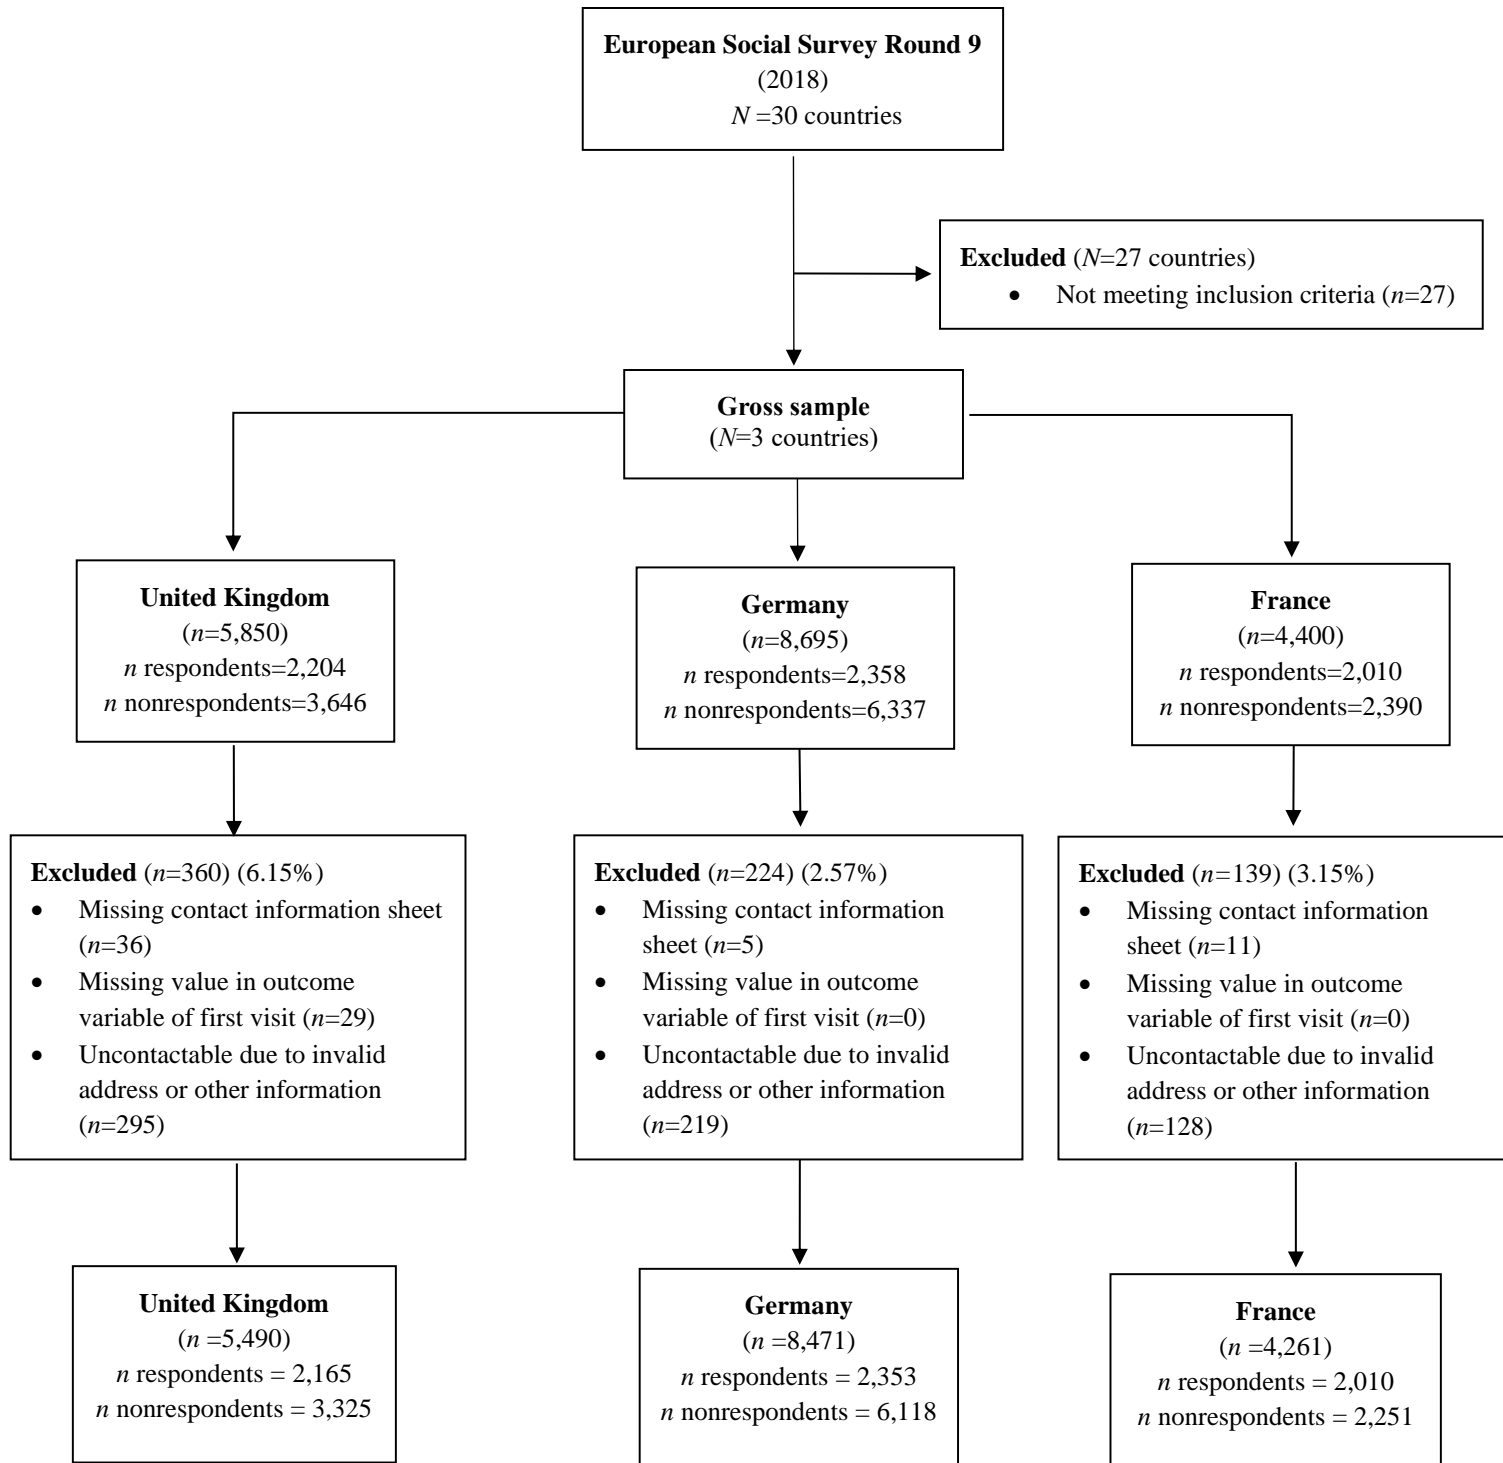 European Social Survey Round 9
(2018)
N =30 countries
Excluded (N=27 countries)
• Not meeting inclusion criteria (n=27)
Gross sample
(N=3 countries)
United Kingdom
(n=5,850)
n respondents=2,204
n nonrespondents=3,646
Germany
(n=8,695)
n respondents=2,358
n nonrespondents=6,337
France
(n=4,400)
n respondents=2,010
n nonrespondents=2,390
Excluded (n=360) (6.15%)
• Missing contact information sheet
(n=36)
• Missing value in outcome
variable of first visit (n=29)
• Uncontactable due to invalid
address or other information
(n=295)
Excluded (n=224) (2.57%)
• Missing contact information
sheet (n=5)
• Missing value in outcome
variable of first visit (n=0)
• Uncontactable due to invalid
address or other information
(n=219)
Excluded (n=139) (3.15%)
• Missing contact information
sheet (n=11)
• Missing value in outcome
variable of first visit (n=0)
• Uncontactable due to invalid
address or other information
(n=128)
United Kingdom
(n =5,490)
n respondents = 2,165
n nonrespondents = 3,325
Germany
(n =8,471)
n respondents = 2,353
n nonrespondents = 6,118
France
(n =4,261)
n respondents = 2,010
n nonrespondents = 2,251